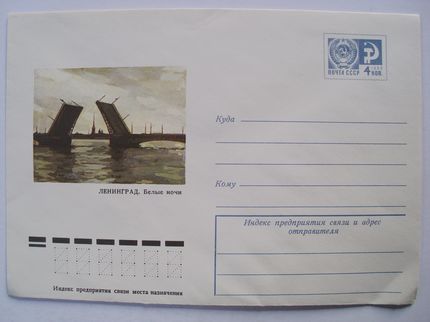 ПОЧТА СССР 4 КОП.
Куда
Кому
ЛЕНИНГРАД. Белые ночи
Индекс предприятия связи и адрес
отправителя
Индекс предприятия связи места назначения